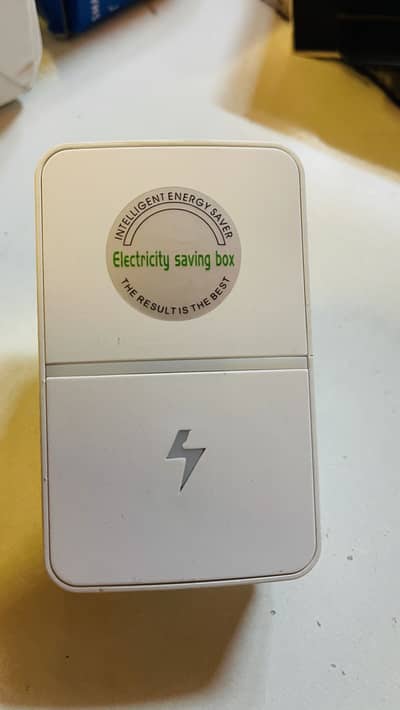 INTELLIGENT ENERGY SAVER
Electricity saving box
THE RESULT IS THE BEST